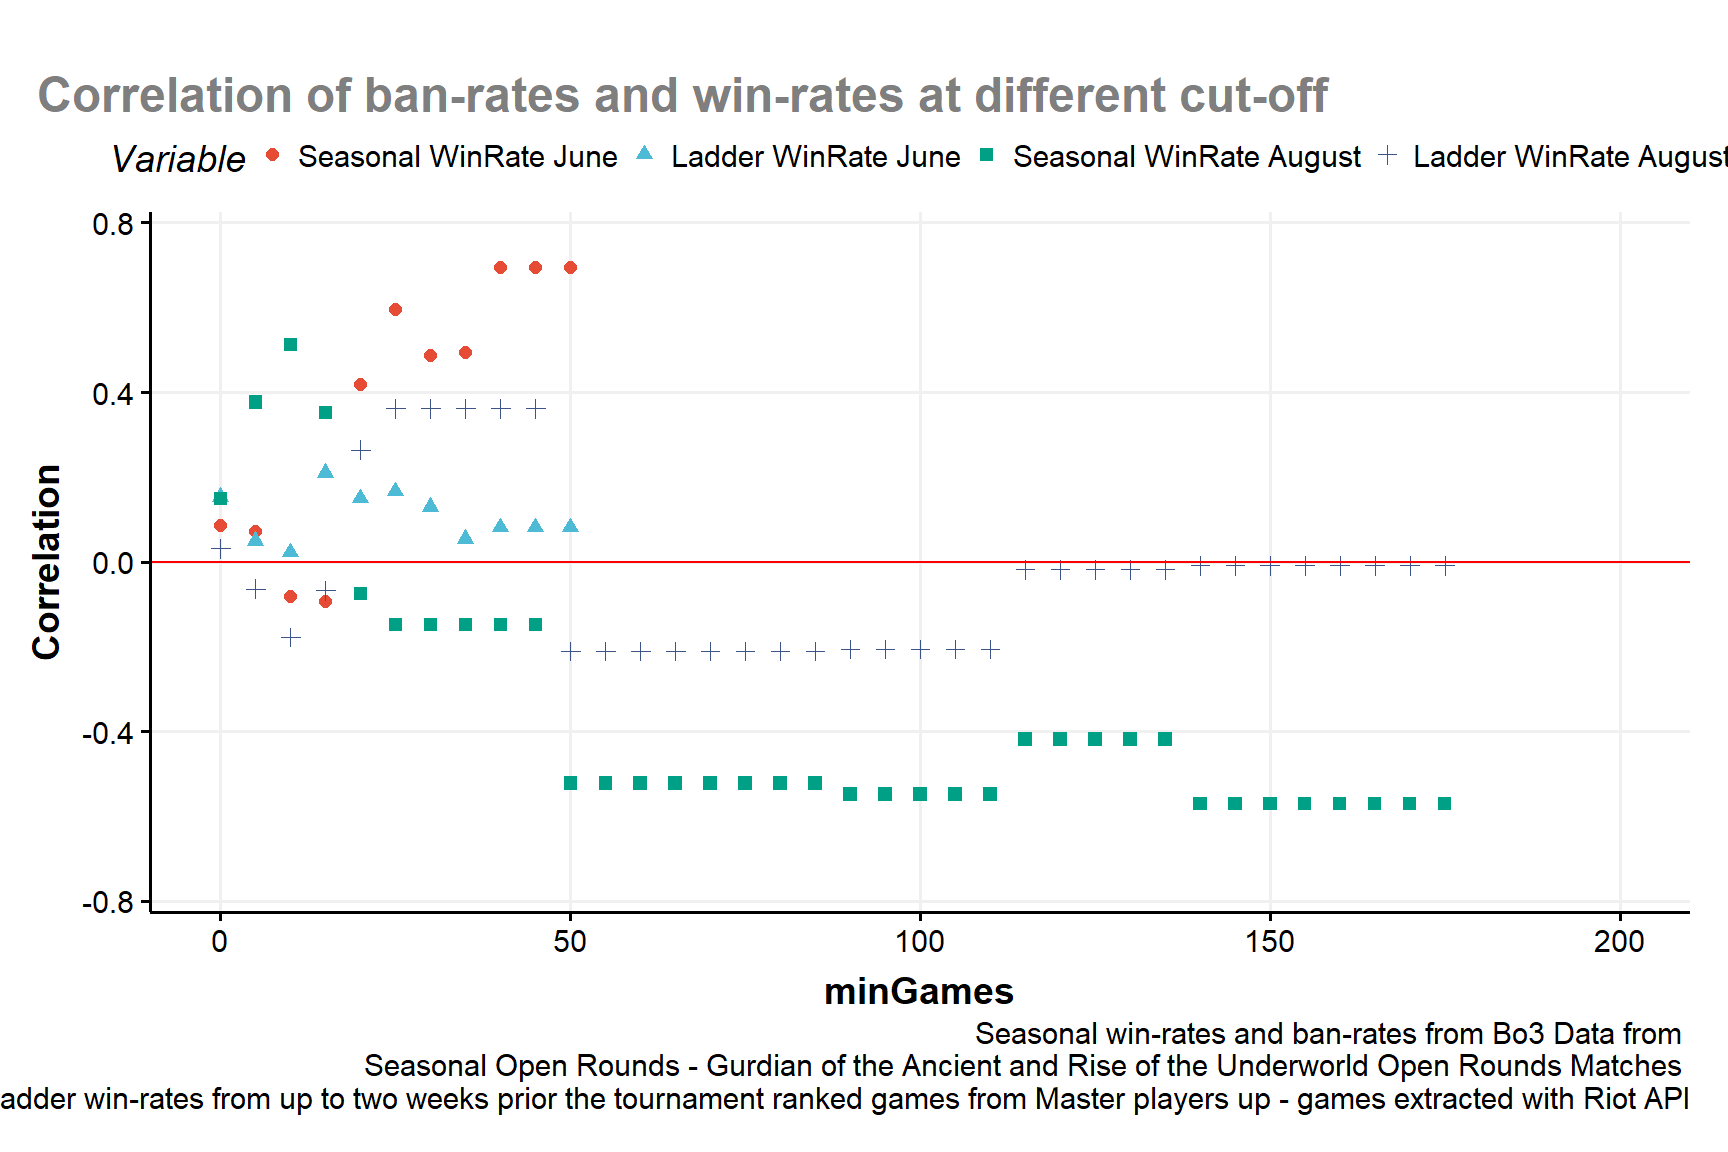 Correlation of ban-rates and win-rates at different cut-off
Variable Seasonal WinRate June Ladder WinRate June Seasonal WinRate August Ladder WinRate August
0.8
0.4
0.0
-0.4
-0.8
Correlation
0 50 100 150 200
minGames
Seasonal win-rates and ban-rates from Bo3 Data from
Seasonal Open Rounds - Gurdian of the Ancient and Rise of the Underworld Open Rounds Matches
adder win-rates from up to two weeks prior the tournament ranked games from Master players up - games extracted with Riot API